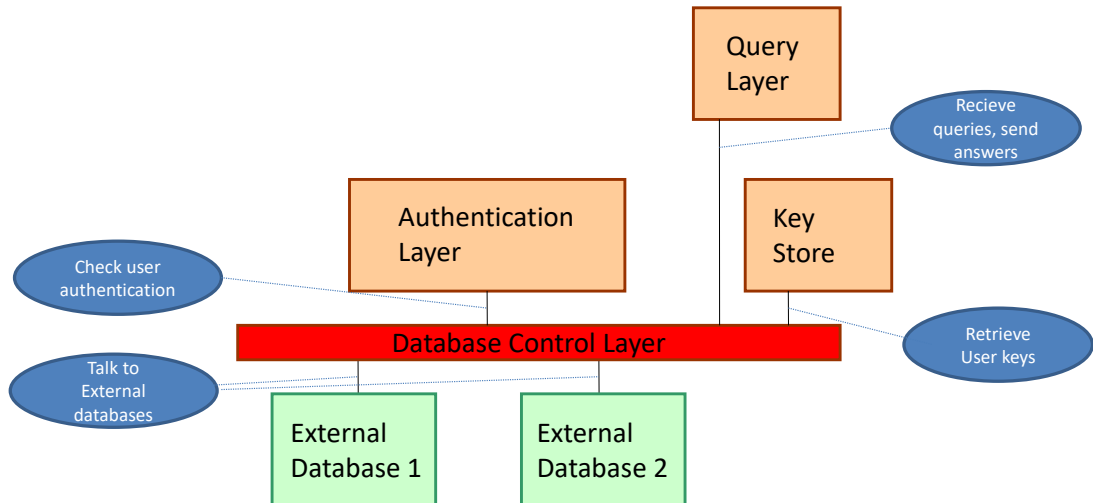 Query
Layer
Recieve
queries, send
answers
Authentication
Layer
Key
Store
Check user
authentication
Database Control Layer
Retrieve
User keys
Talk to
External
databases
External
Database 1
External
Database 2